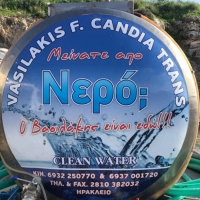 VASILAKIS F. CANDIA TRANS
Μείνατε απο
Νερό;
Ο Βασιλάκης είναι εδώ!!
CLEAN WATER
ΚΙΝ. 6932 250770 & 6937 001720
ΤΗΛ. & FAX. 2810 382032
ΗΡΑΚΛΕΙΟ